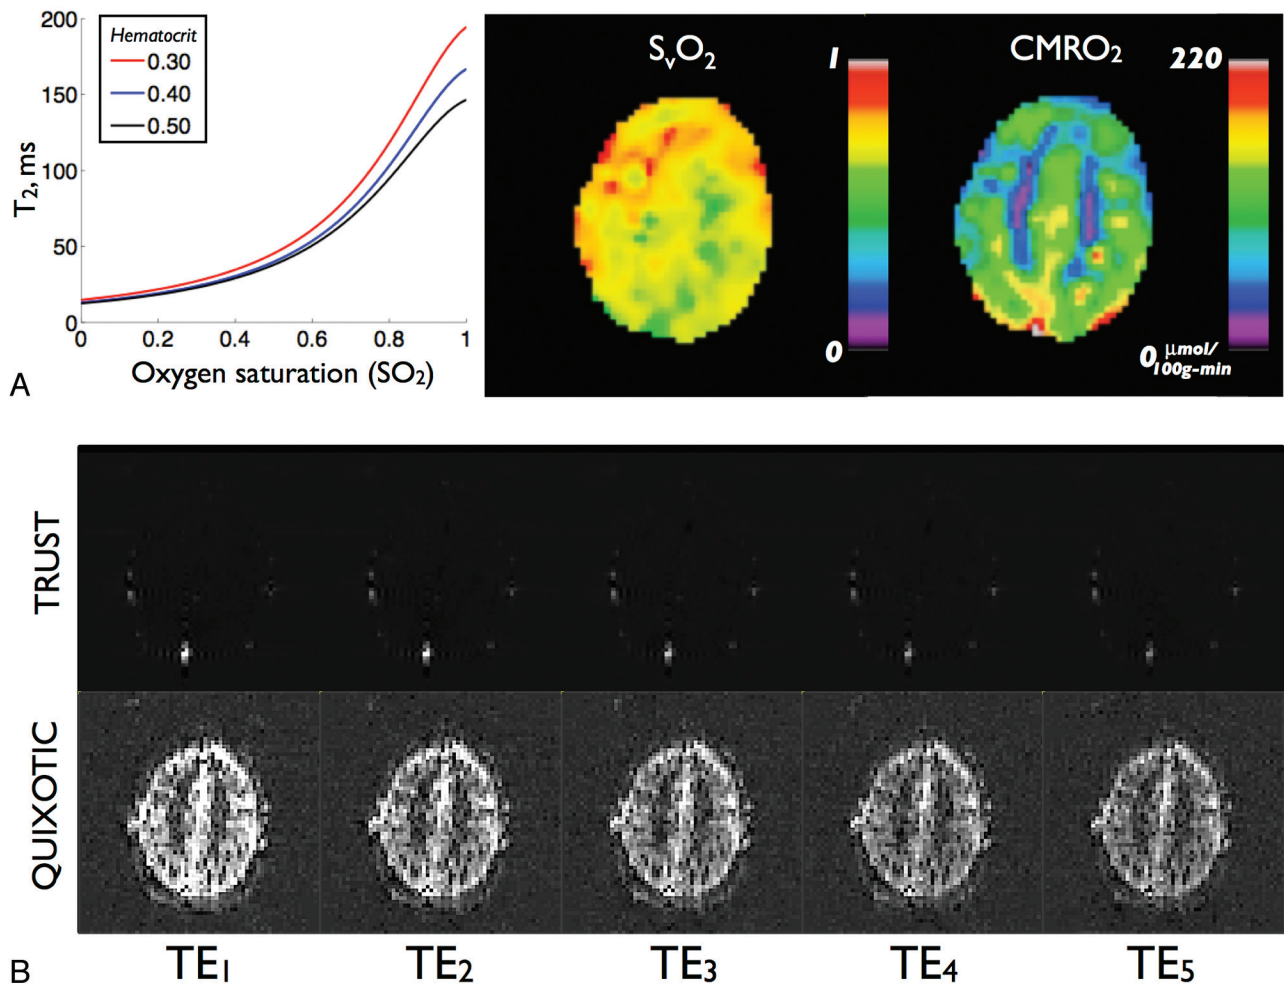 200
150
100
50
0
T2, ms
Hematocrit
0.30
0.40
0.50
0 0.2 0.4 0.6 0.8 1
Oxygen saturation (SO2)
A
SvO2
1
0
CMRO2
220
0 μmol/
100g-min
TRUST
QUIXOTIC
B
TE1 TE2 TE3 TE4 TE5